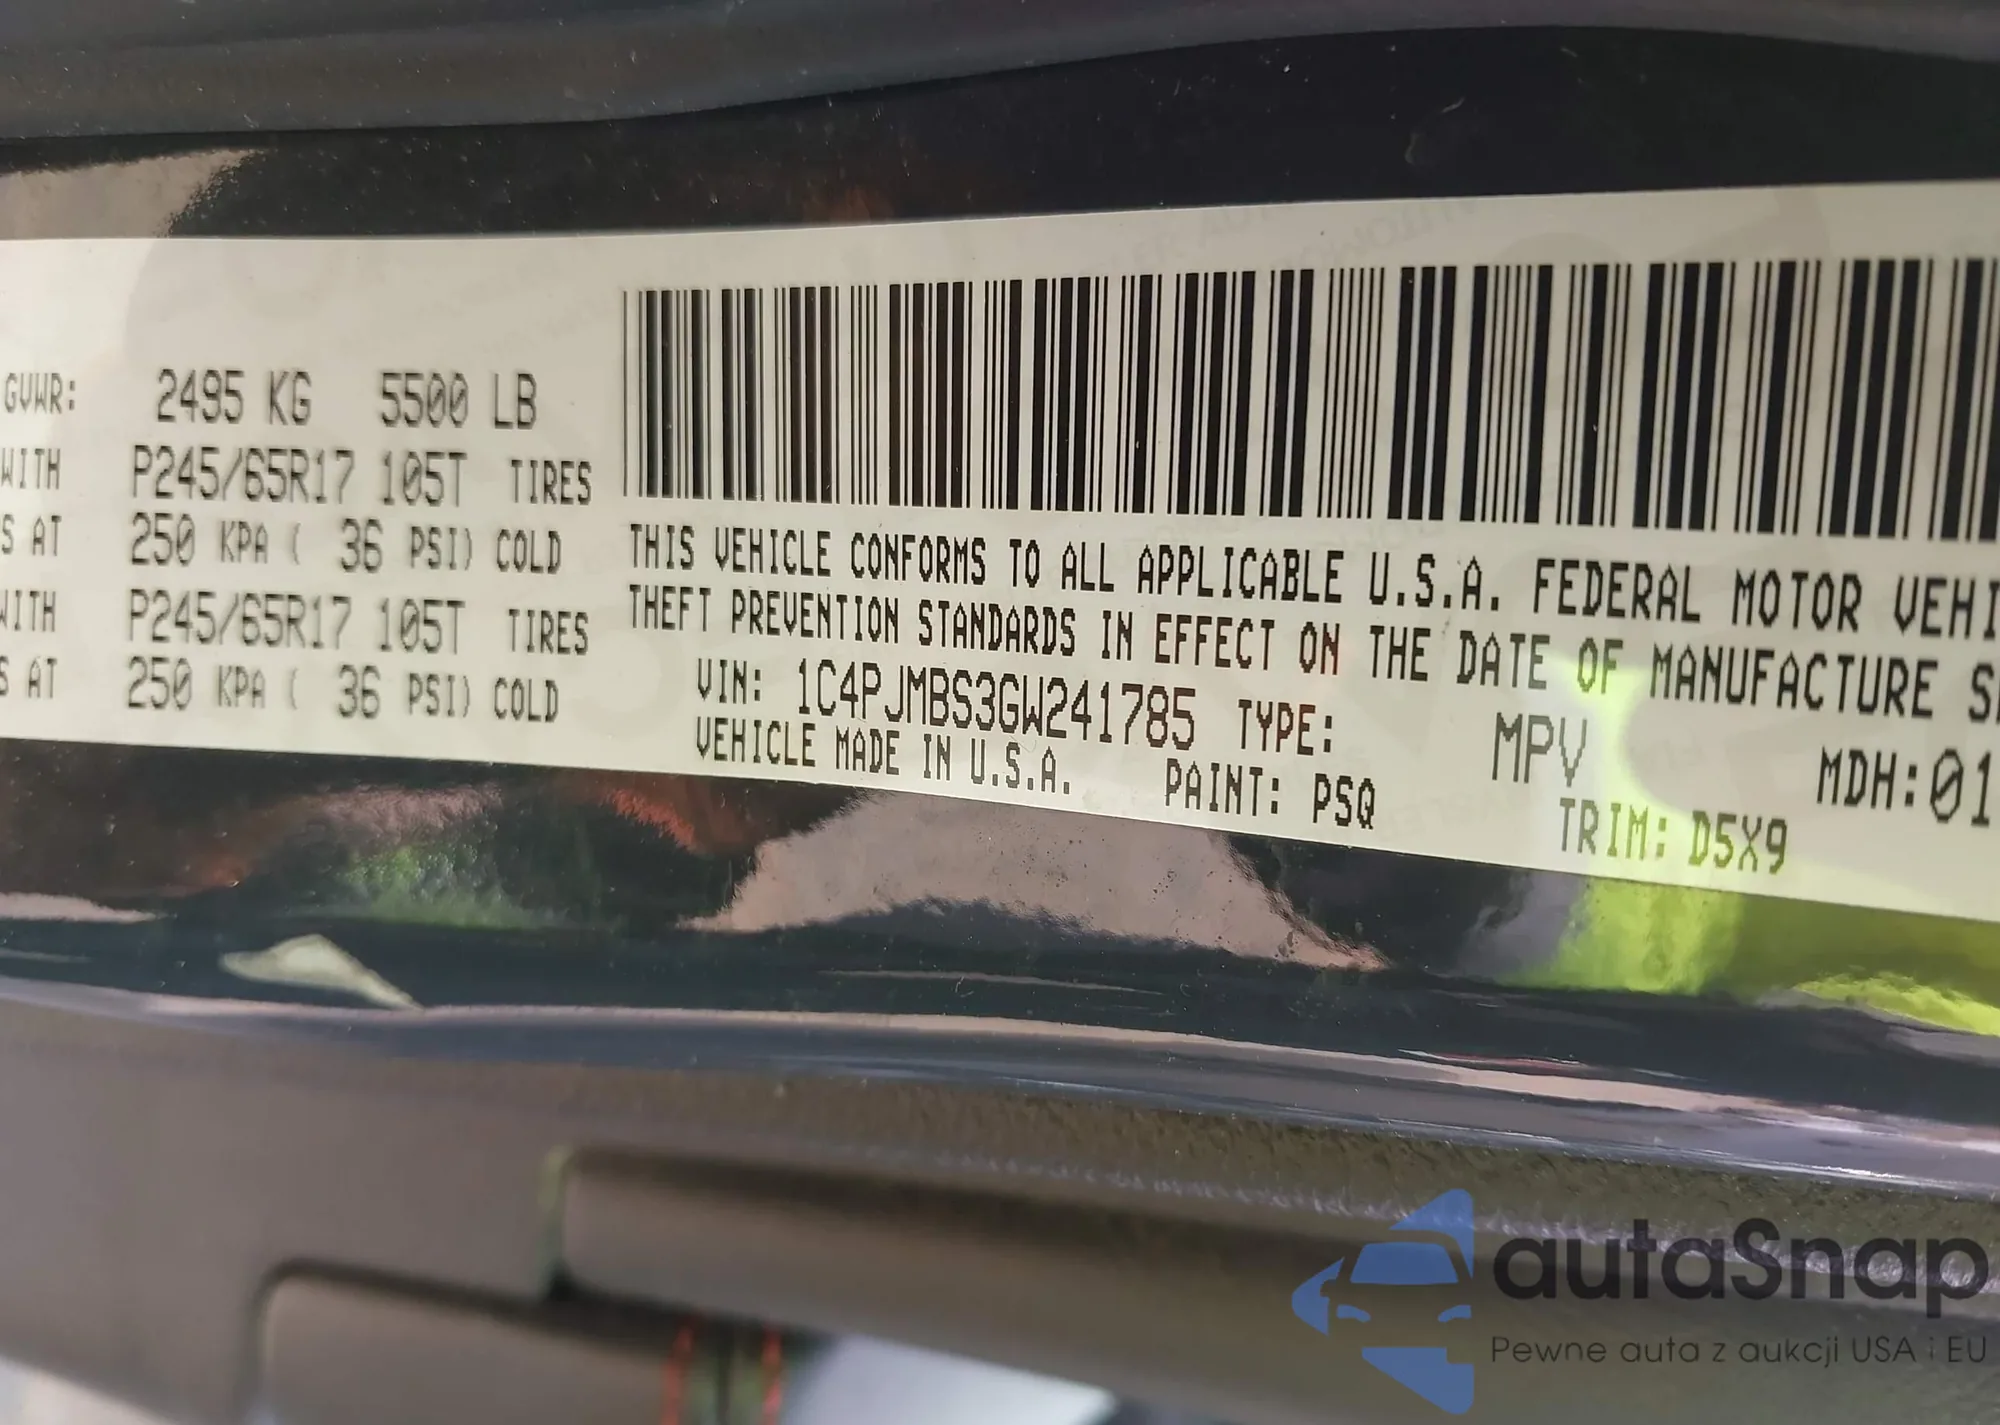 GVWR: 2495 KG 5500 LB
WITH P245/65R17 105T TIRES
S AT 250 KPA ( 36 PSI) COLD
WITH P245/65R17 105T TIRES
S AT 250 KPA ( 36 PSI) COLD
THIS VEHICLE CONFORMS TO ALL APPLICABLE U.S.A. FEDERAL MOTOR VEHI
THEFT PREVENTION STANDARDS IN EFFECT ON THE DATE OF MANUFACTURE S
VIN: 1C4PJMBS3GW241785 TYPE: MPV MDH:01
VEHICLE MADE IN U.S.A. PAINT: PSQ TRIM: D5X9
autaSnap
Pewne auta z aukcji USA i EU